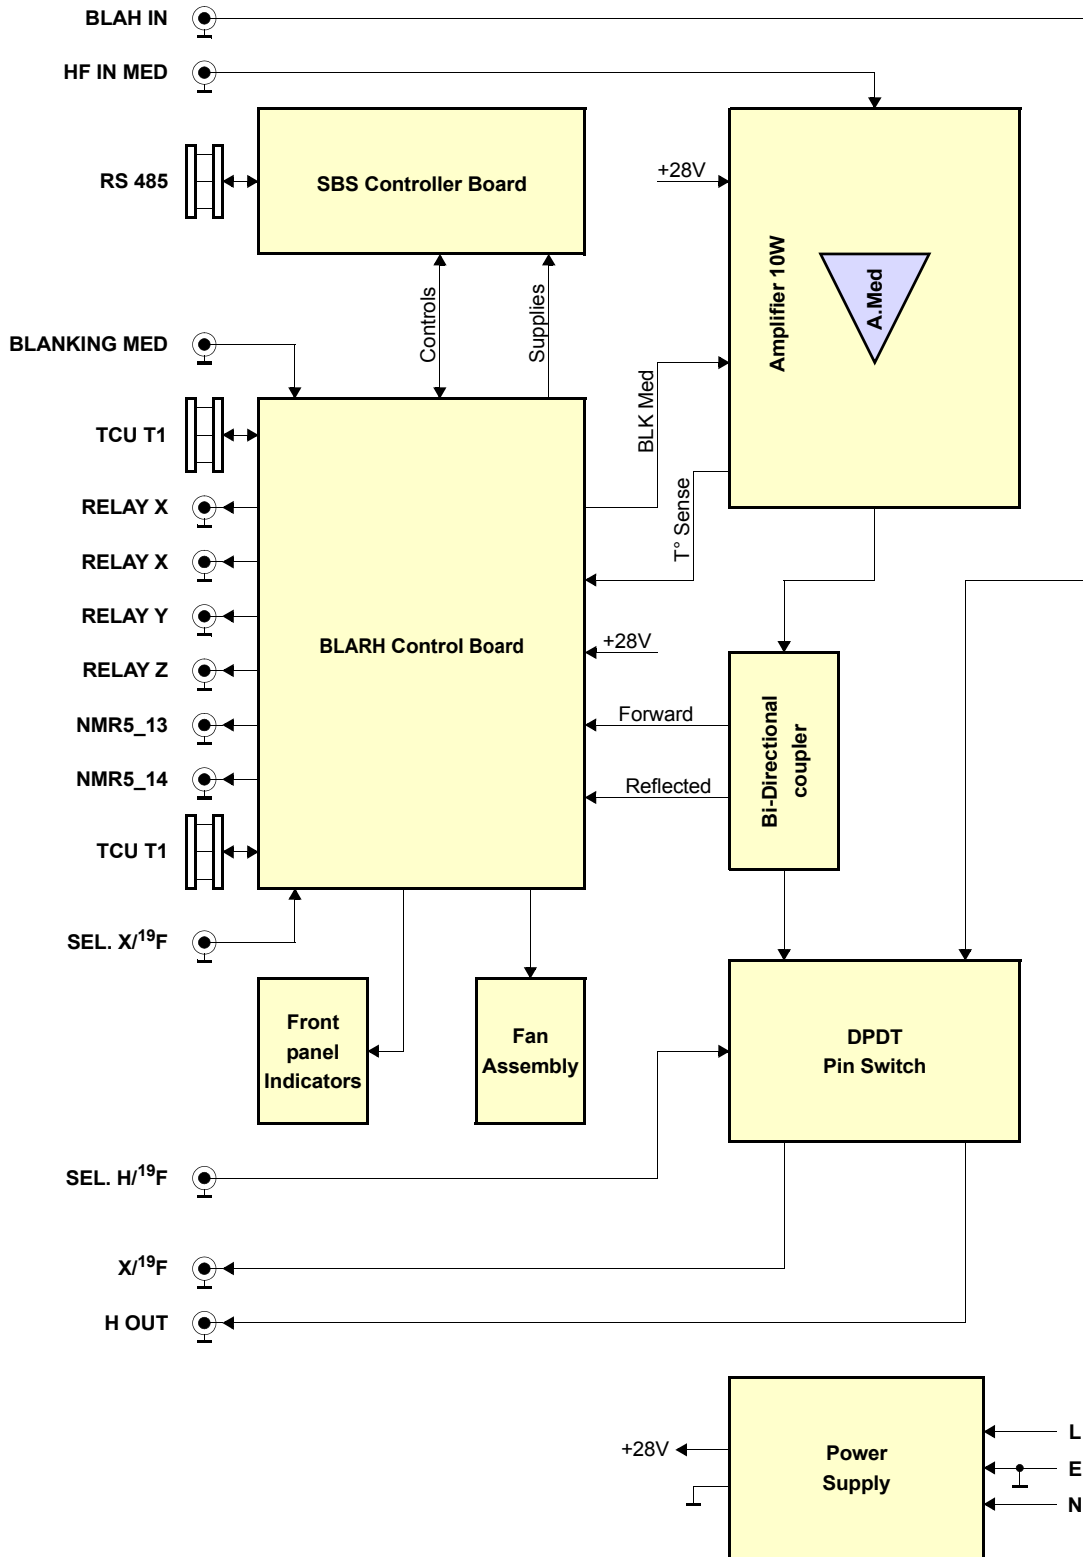 BLAH IN
HF IN MED
RS 485
SBS Controller Board
+28V
Amplifier 10W
A.Med
Controls
Supplies
BLANKING MED
BLK Med
TCU T1
RELAY X
T° Sense
RELAY X
RELAY Y
RELAY Z
BLARH Control Board
+28V
NMR5_13
Forward
NMR5_14
Reflected
Bi-Directional
coupler
TCU T1
SEL. X/¹⁹F
Front
panel
Indicators
Fan
Assembly
DPDT
Pin Switch
SEL. H/¹⁹F
X/¹⁹F
H OUT
+28V
Power
Supply
L
E
N